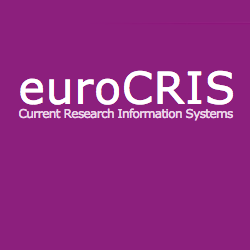 euroCRIS
Current Research Information Systems